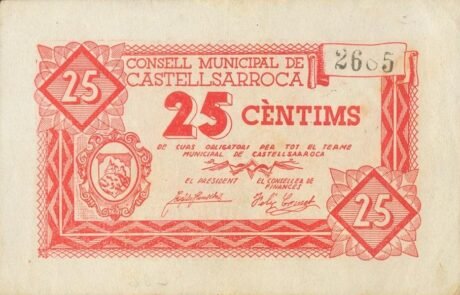 CONSELL MUNICIPAL DE
CASTELLSARROCA
2685
25
25 CÈNTIMS
DE CURS OBLIGATORI PER TOT EL TERME
MUNICIPAL DE CASTELLSARROCA
EL PRESIDENT
EL CONSELLER DE
FINANCES
25